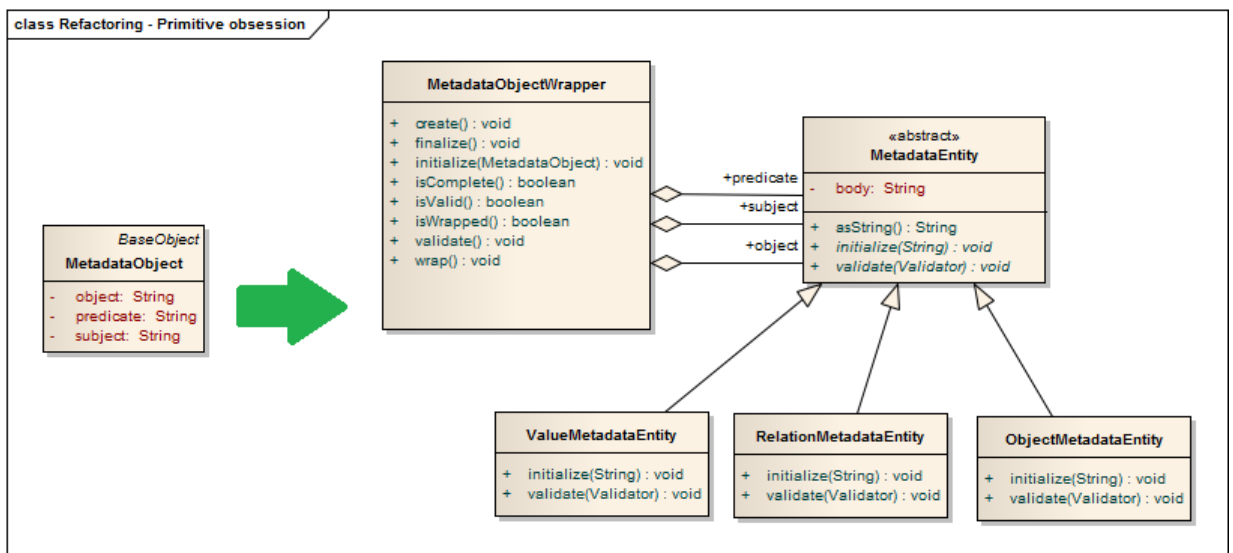 class Refactoring - Primitive obsession
BaseObject
MetadataObject
- object: String
- predicate: String
- subject: String
MetadataObjectWrapper
+ create() : void
+ finalize() : void
+ initialize(MetadataObject) : void
+ isComplete() : boolean
+ isValid() : boolean
+ isWrapped() : boolean
+ validate() : void
+ wrap() : void
+predicate
+subject
+object
«abstract»
MetadataEntity
- body: String
+ asString() : String
+ initialize(String) : void
+ validate(Validator) : void
ValueMetadataEntity
+ initialize(String) : void
+ validate(Validator) : void
RelationMetadataEntity
+ initialize(String) : void
+ validate(Validator) : void
ObjectMetadataEntity
+ initialize(String) : void
+ validate(Validator) : void